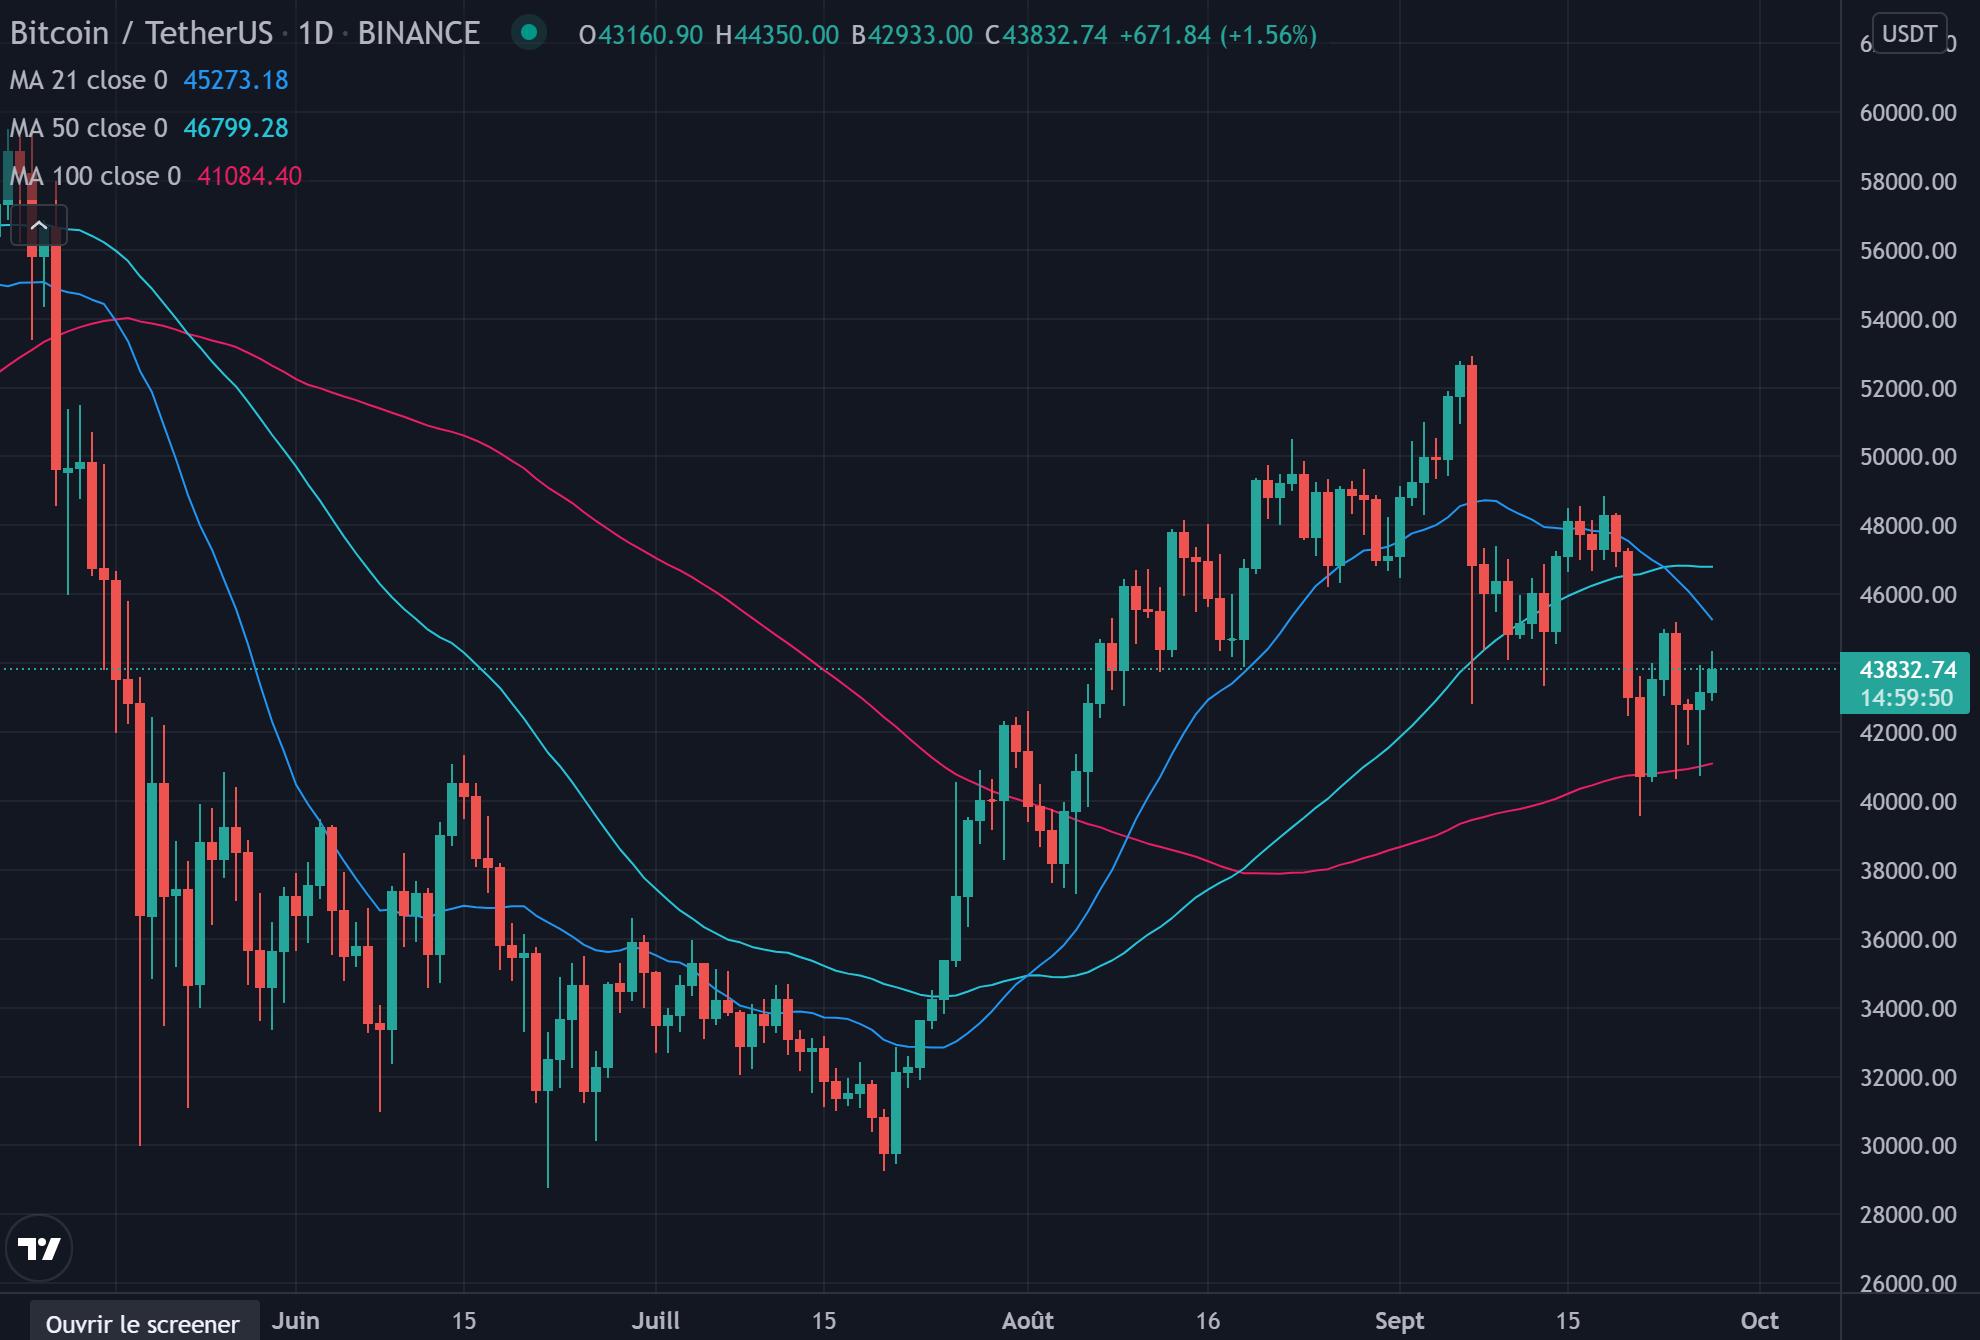 Bitcoin / TetherUS · 1D · BINANCE O43160.90 H44350.00 B42933.00 C43832.74 +671.84 (+1.56%)
MA 21 close 0 45273.18
MA 50 close 0 46799.28
MA 100 close 0 41084.40
USDT
60000.00
58000.00
56000.00
54000.00
52000.00
50000.00
48000.00
46000.00
43832.74
14:59:50
42000.00
40000.00
38000.00
36000.00
34000.00
32000.00
30000.00
28000.00
26000.00
Ouvrir le screener
Juin 15 Juill 15 Août 16 Sept 15 Oct